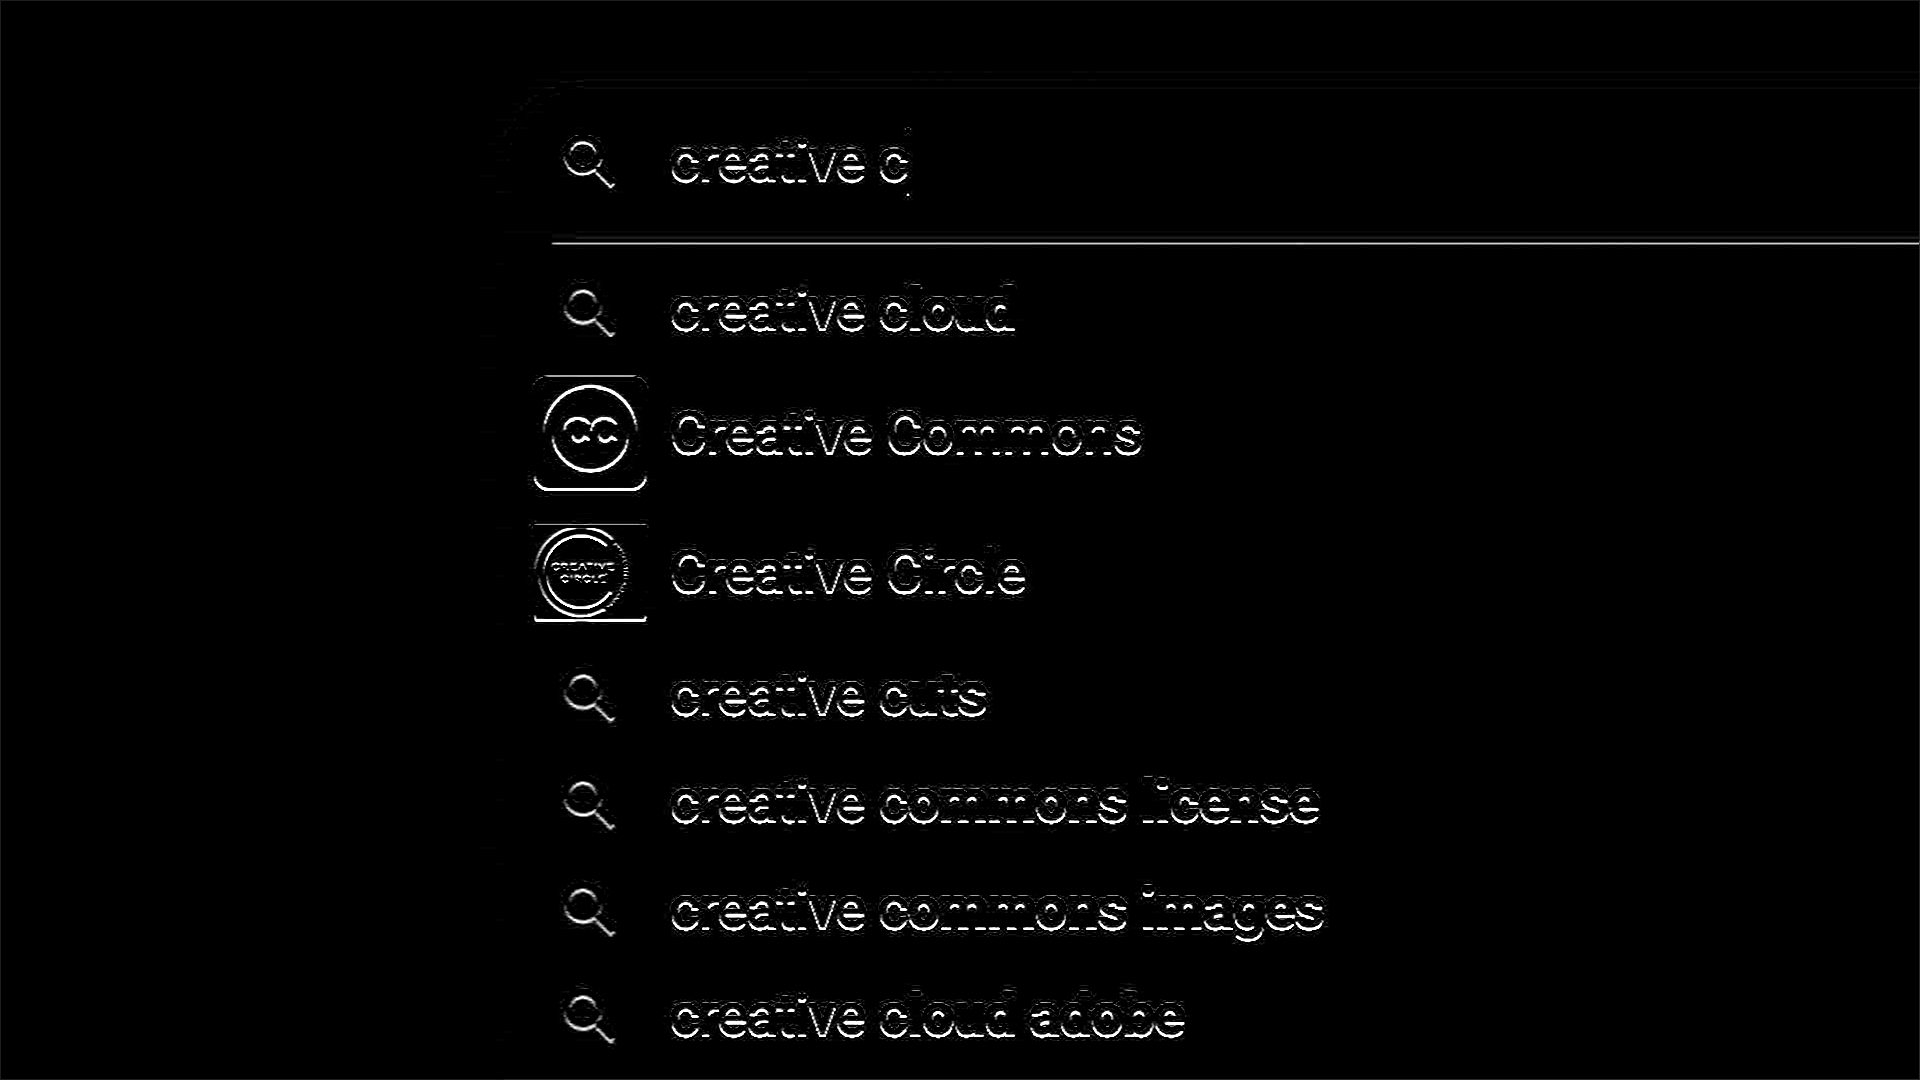 creative c
creative cloud
cc
Creative Commons
CREATIVE
CIRCLE
Creative Circle
creative cuts
creative commons license
creative commons images
creative cloud adobe